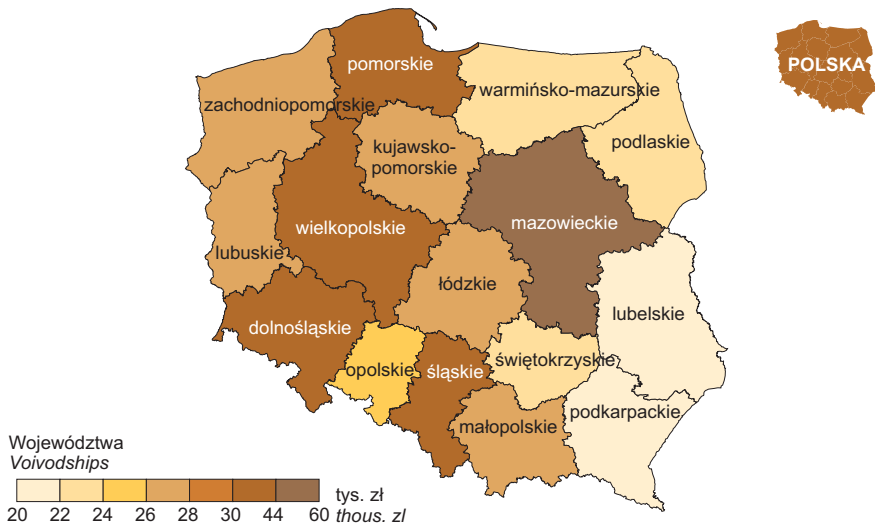 pomorskie
POLSKA
warmińsko-mazurskie
zachodniopomorskie
podlaskie
kujawsko-
pomorskie
mazowieckie
wielkopolskie
lubuskie
łódzkie
lubelskie
dolnośląskie
świętokrzyskie
opolskie
śląskie
podkarpackie
małopolskie
Województwa
Voivodships
tys. zł
20 22 24 26 28 30 44 60 thous. zl